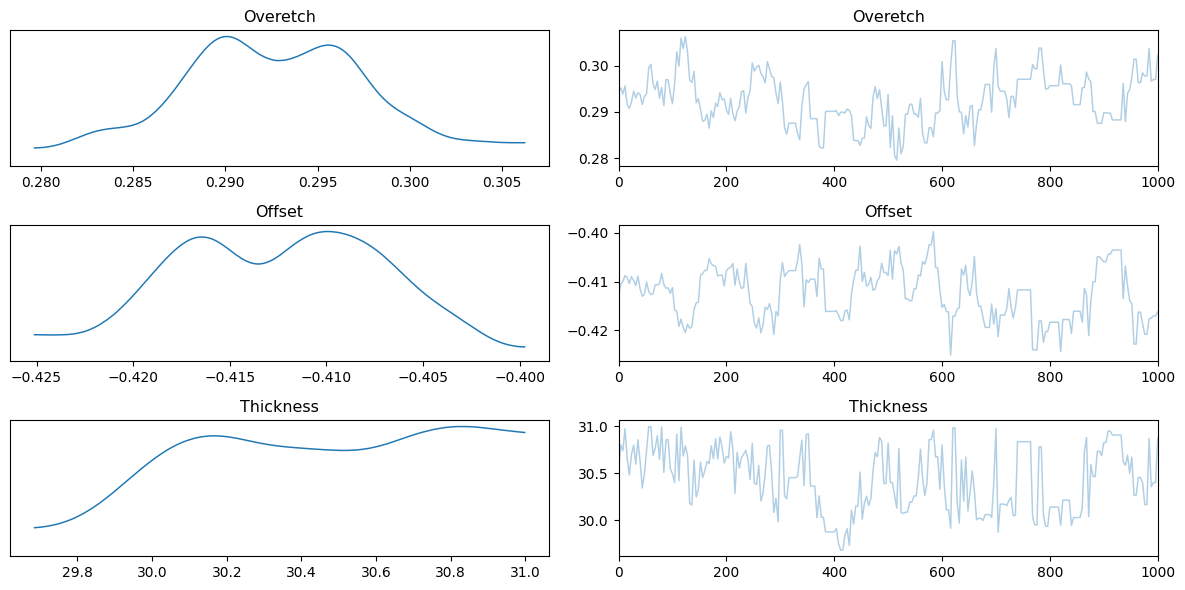 Overetch
Overetch
0.280 0.285 0.290 0.295 0.300 0.305
0.30
0.29
0.28
0 200 400 600 800 1000
Offset
Offset
−0.425 −0.420 −0.415 −0.410 −0.405 −0.400
−0.40
−0.41
−0.42
0 200 400 600 800 1000
Thickness
Thickness
29.8 30.0 30.2 30.4 30.6 30.8 31.0
31.0
30.5
30.0
0 200 400 600 800 1000